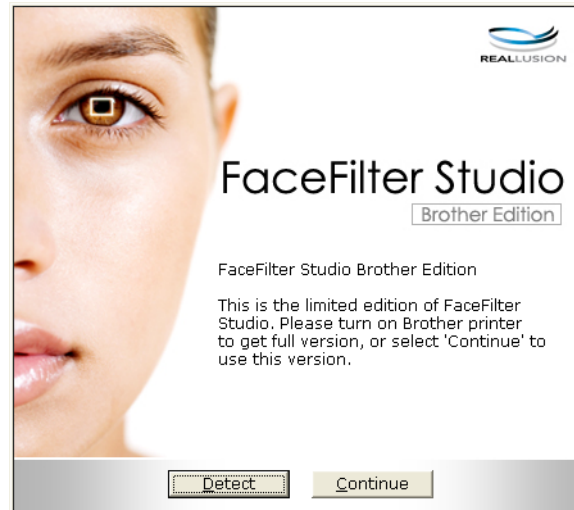 REALLUSION
FaceFilter Studio
Brother Edition
FaceFilter Studio Brother Edition
This is the limited edition of FaceFilter
Studio. Please turn on Brother printer
to get full version, or select 'Continue' to
use this version.
Detect
Continue